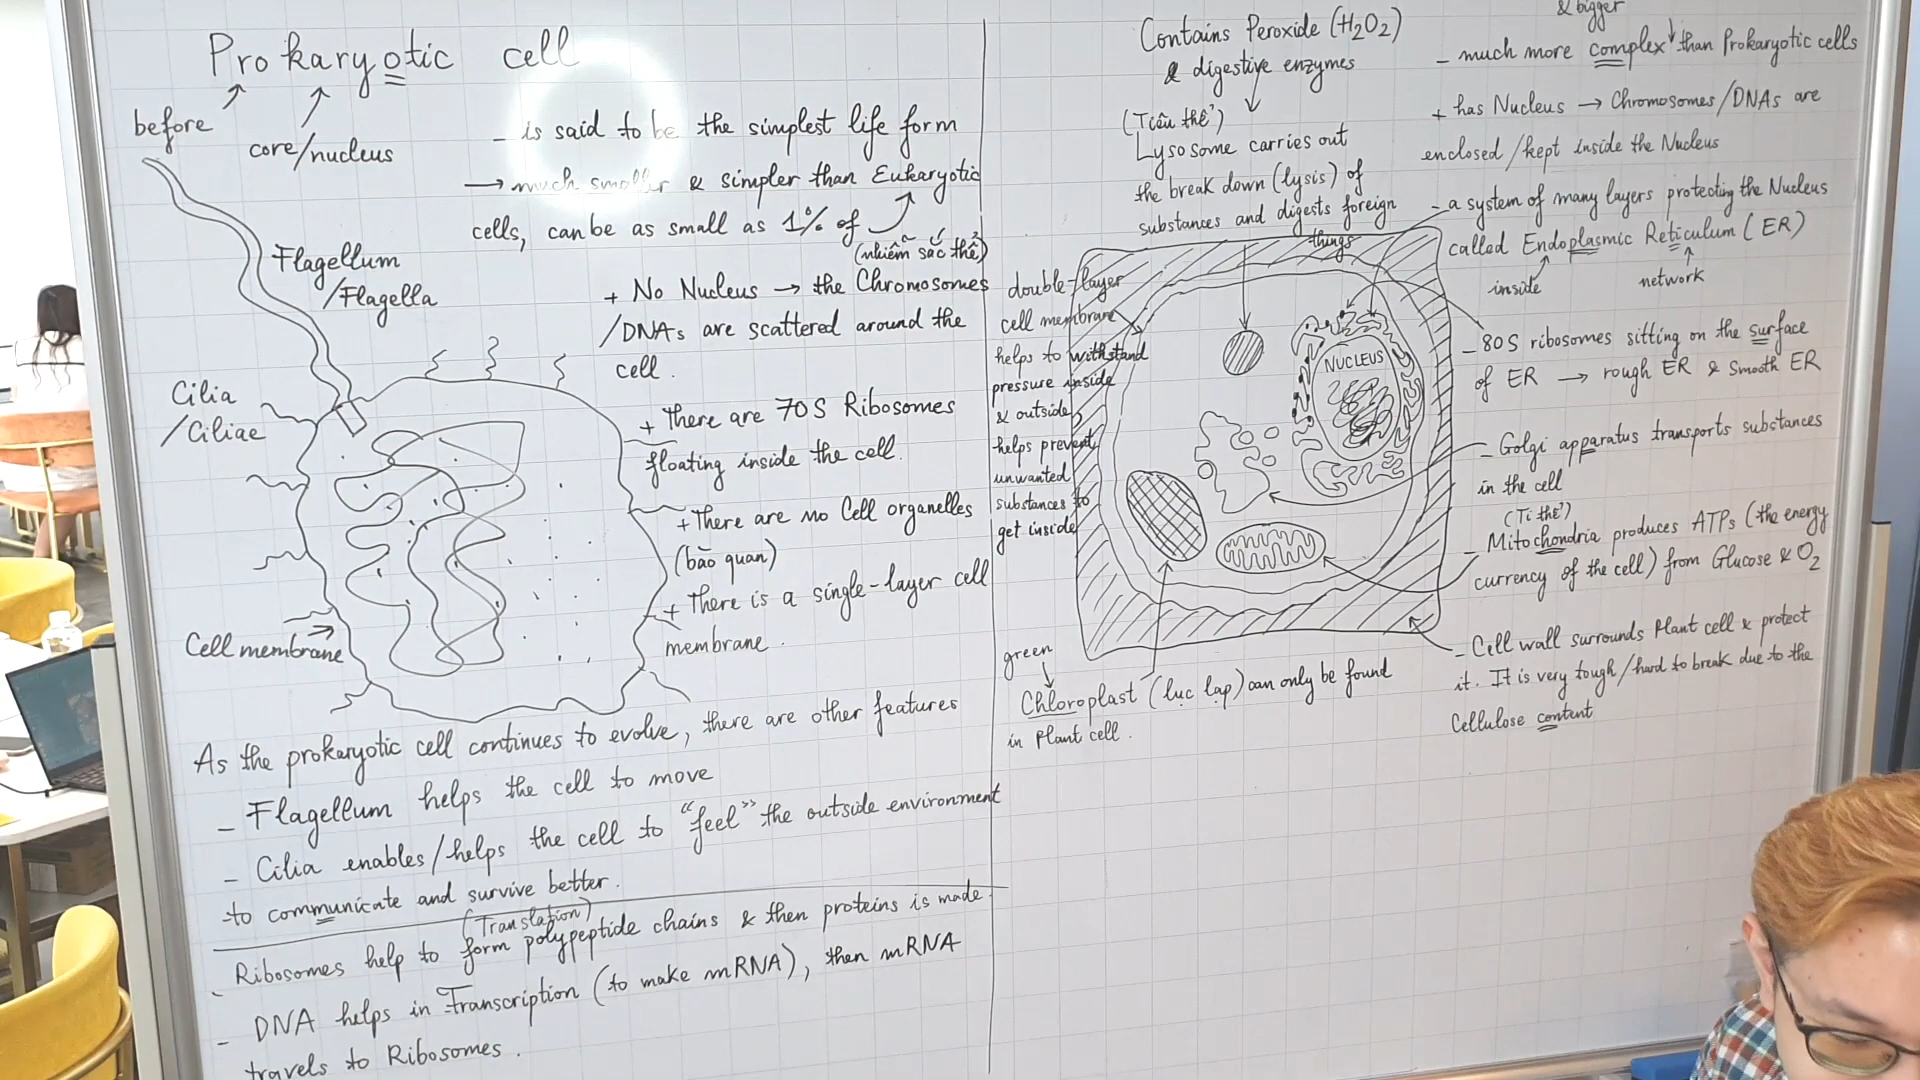 Prokaryotic cell
before
core/nucleus
_ is said to be the simplest life form
→ much smaller & simpler than Eukaryotic
cells, can be as small as 1% of
(nhiễm sắc thể)
Flagellum
/Flagella
+ No Nucleus → the Chromosomes
/DNAs are scattered around the
cell.
Cilia
/Ciliae
+ There are 70S Ribosomes
floating inside the cell.
+ There are no Cell organelles
(bào quan)
+ There is a single-layer cell
membrane.
Cell membrane
As the prokaryotic cell continues to evolve, there are other features
_ Flagellum helps the cell to move
_ Cilia enables/helps the cell to "feel" the outside environment
to communicate and survive better.
(Translation)
- Ribosomes help to form polypeptide chains & then proteins is made.
- DNA helps in Transcription (to make mRNA), then mRNA
travels to Ribosomes.
Contains Peroxide (H2O2)
& digestive enzymes
(Tiêu thể)
Lysosome carries out
the break down (lysis) of
substances and digests foreign
things
double-layer
cell membrane
helps to withstand
pressure inside
& outside,
helps prevent
unwanted
substances to
get inside
NUCLEUS
green
Chloroplast (lục lạp) can only be found
in Plant cell.
& bigger
_ much more complex than Prokaryotic cells
+ has Nucleus → Chromosomes/DNAs are
enclosed/kept inside the Nucleus
_ a system of many layers protecting the Nucleus
called Endoplasmic Reticulum (ER)
inside
network
_ 80S ribosomes sitting on the surface
of ER → rough ER & smooth ER
_ Golgi apparatus transports substances
in the cell
(Ti thể)
_ Mitochondria produces ATPs (the energy
currency of the cell) from Glucose & O2
_ Cell wall surrounds Plant cell & protect
it. It is very tough/hard to break due to the
Cellulose content